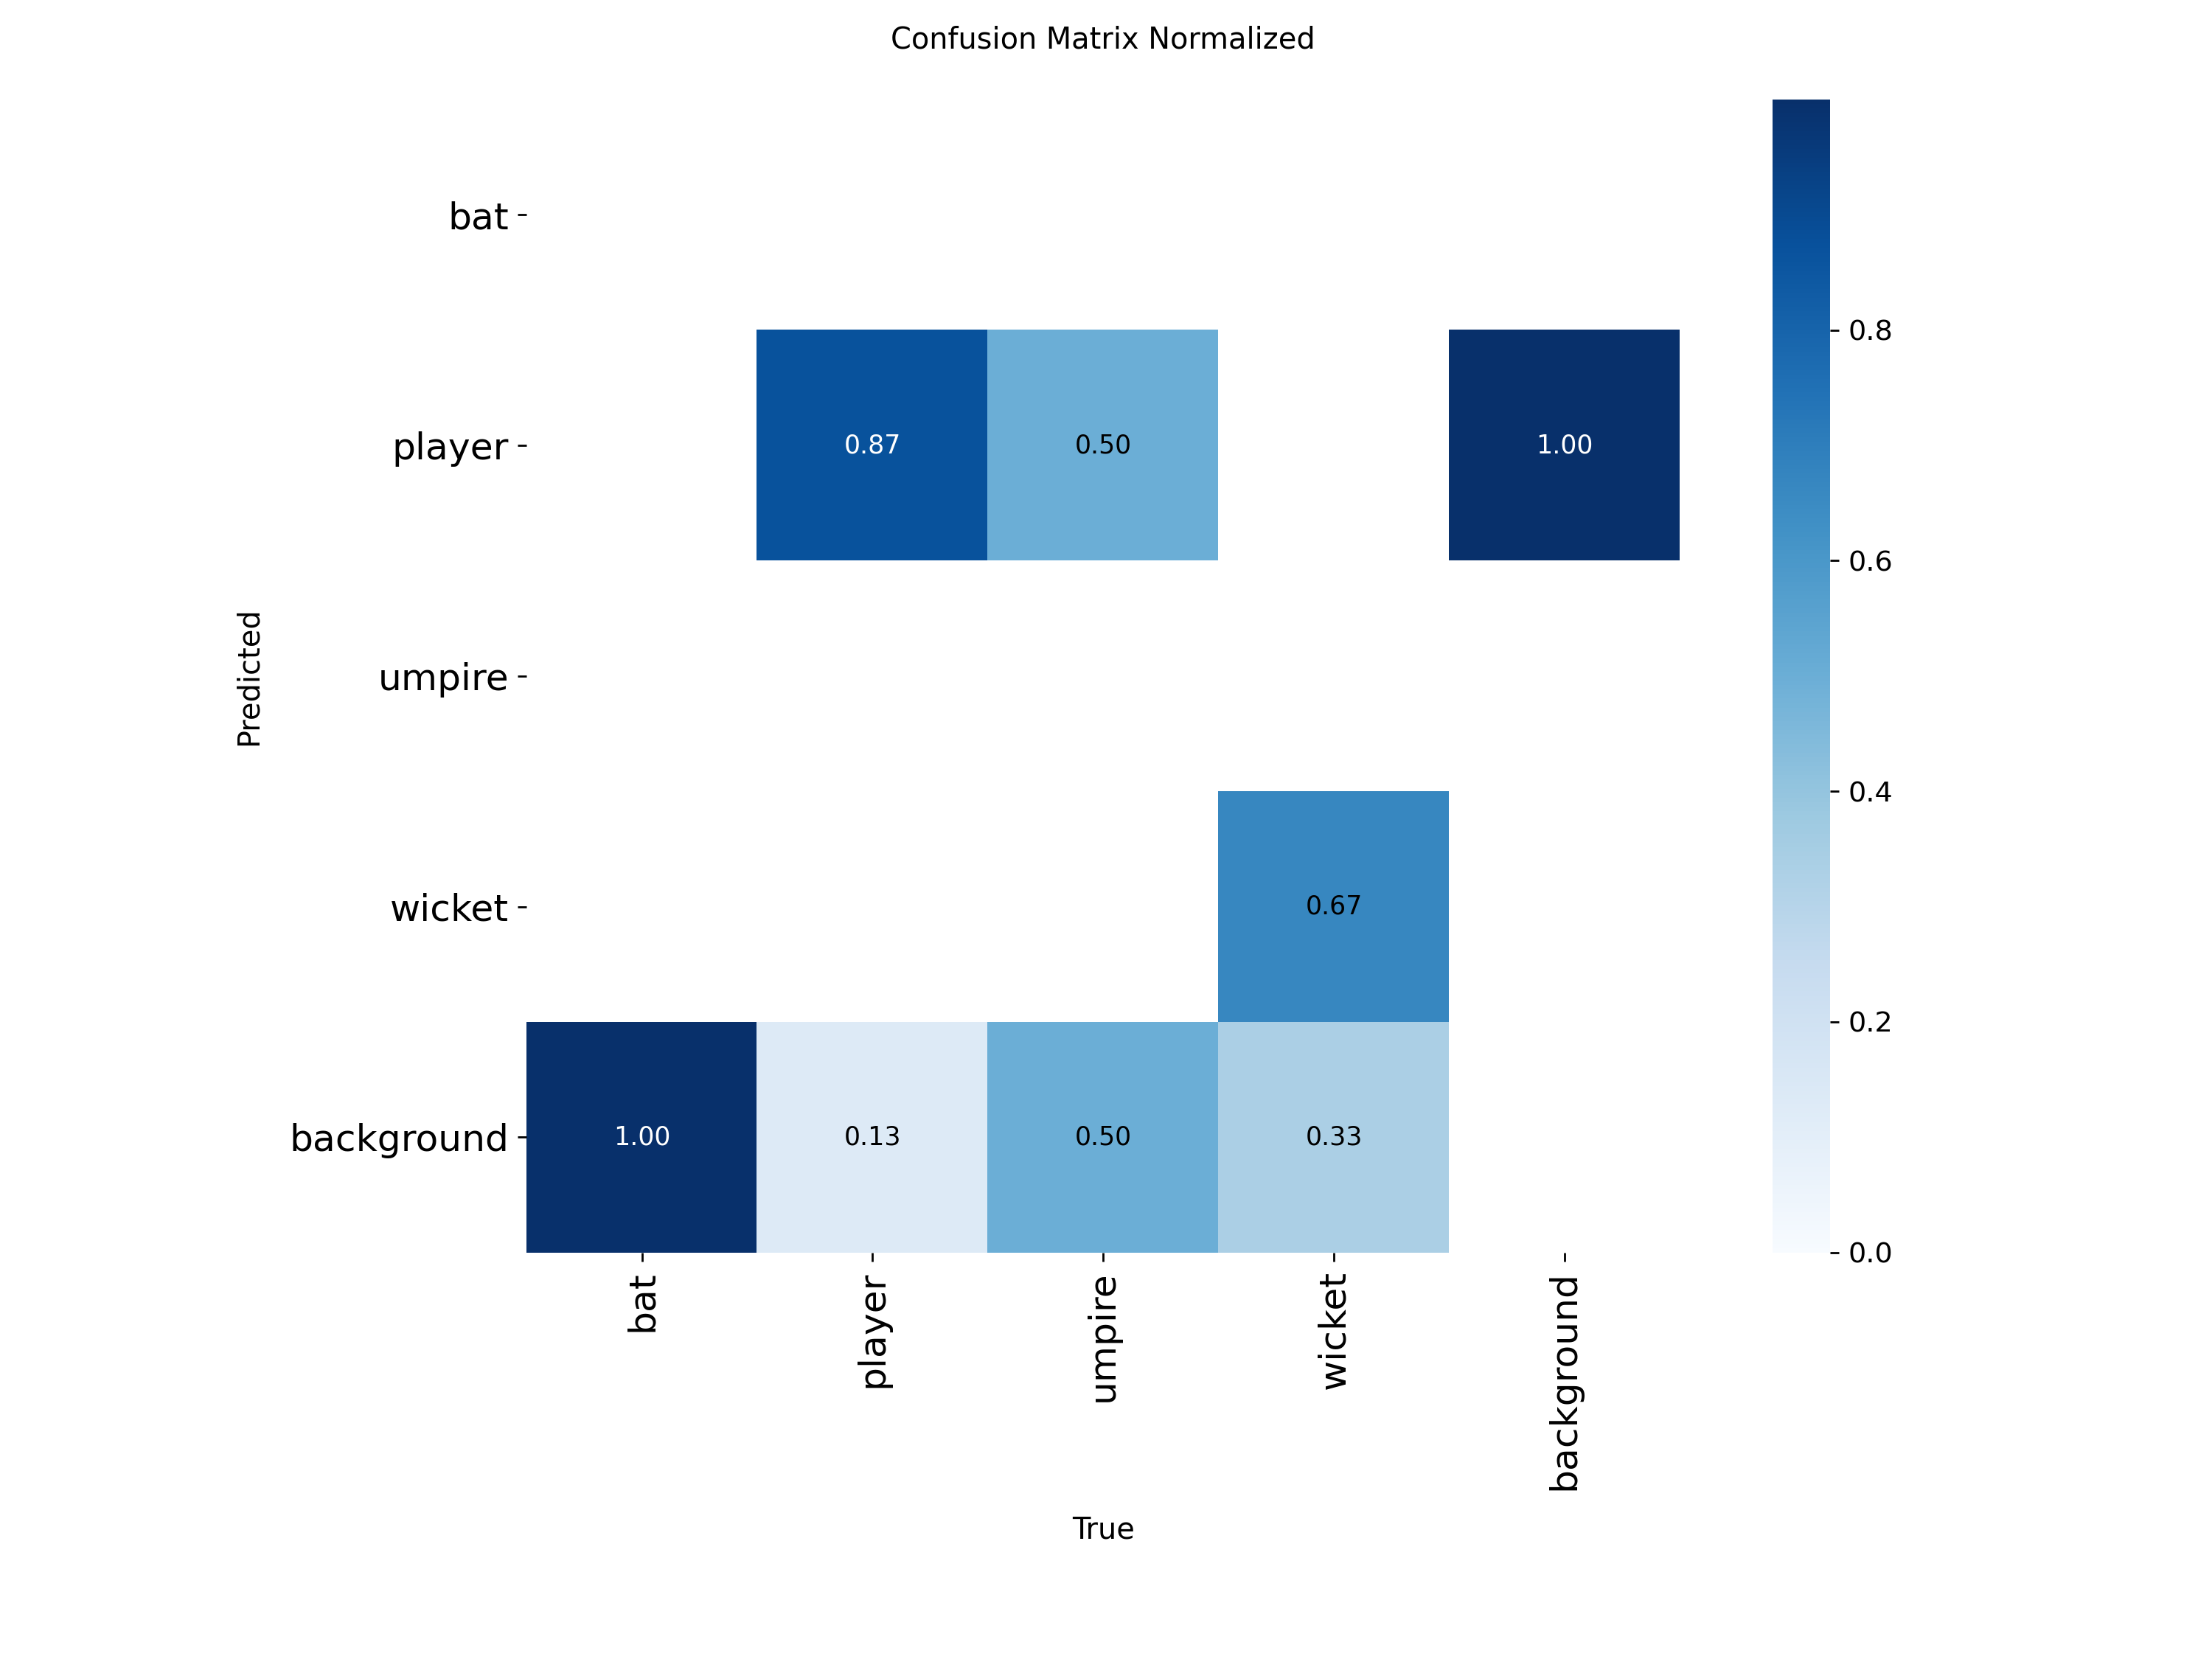 Confusion Matrix Normalized
bat
player
umpire
wicket
background
Predicted
0.87 0.50 1.00
0.67
1.00 0.13 0.50 0.33
bat player umpire wicket background
True
0.8
0.6
0.4
0.2
0.0